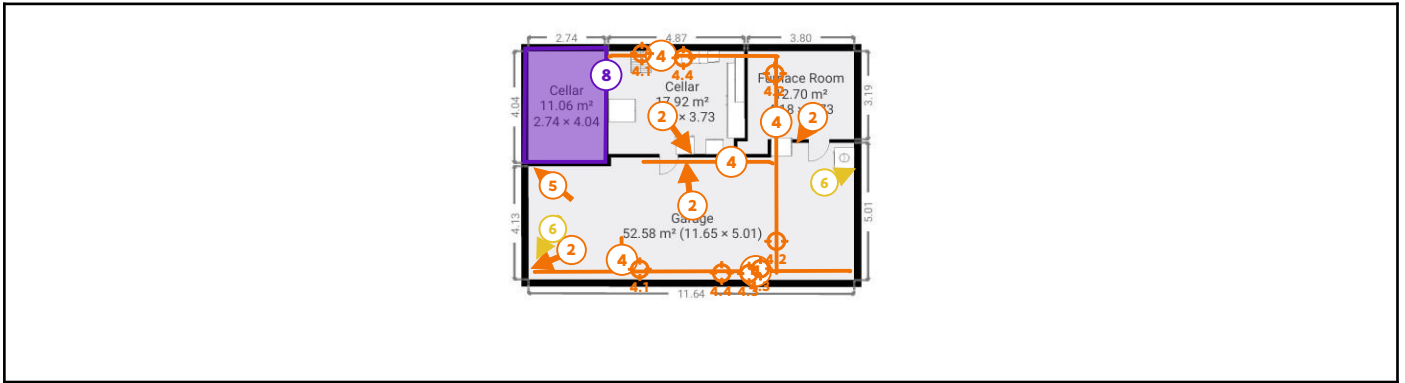 2.74
4.87
3.80
4
4.1
4.4
8
Cellar
11.06 m²
2.74 × 4.04
Cellar
17.92 m²
× 3.73
Furnace Room
2.70 m²
4.04
3.19
2
4
2
4
5
2
6
6
Garage
52.58 m² (11.65 × 5.01)
4.13
5.01
2
4
4.1
4.4
11.64